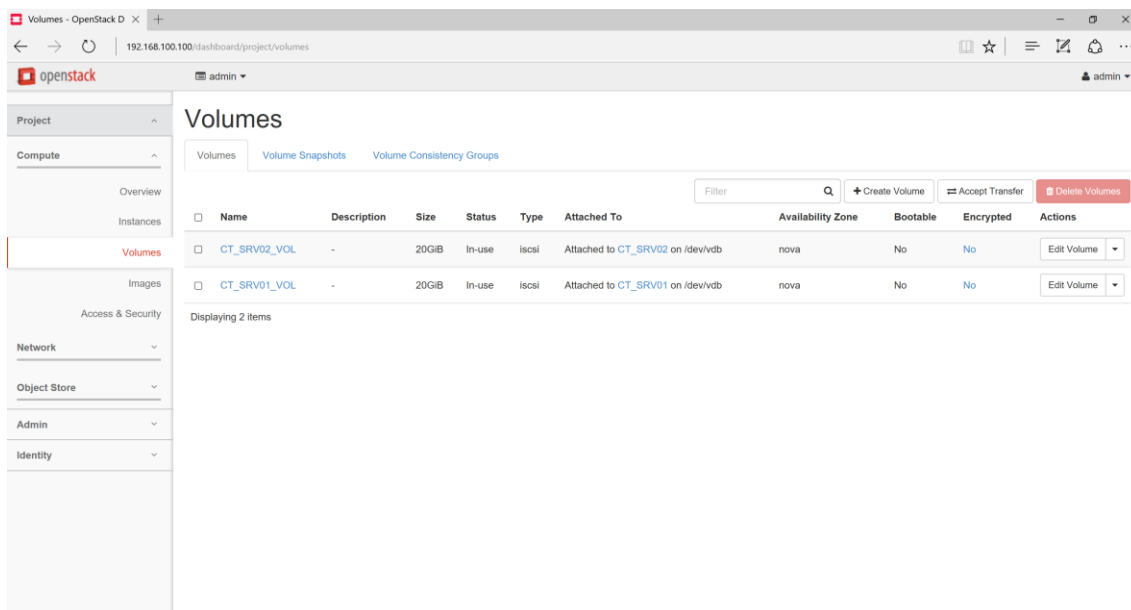 Volumes - OpenStack D
192.168.100.100/dashboard/project/volumes
openstack
admin
admin
Project
Compute
Overview
Instances
Volumes
Images
Access & Security
Network
Object Store
Admin
Identity
Volumes
Volumes Volume Snapshots Volume Consistency Groups
Filter +Create Volume Accept Transfer Delete Volumes
Name Description Size Status Type Attached To Availability Zone Bootable Encrypted Actions
CT_SRV02_VOL - 20GiB In-use iscsi Attached to CT_SRV02 on /dev/vdb nova No No Edit Volume
CT_SRV01_VOL - 20GiB In-use iscsi Attached to CT_SRV01 on /dev/vdb nova No No Edit Volume
Displaying 2 items